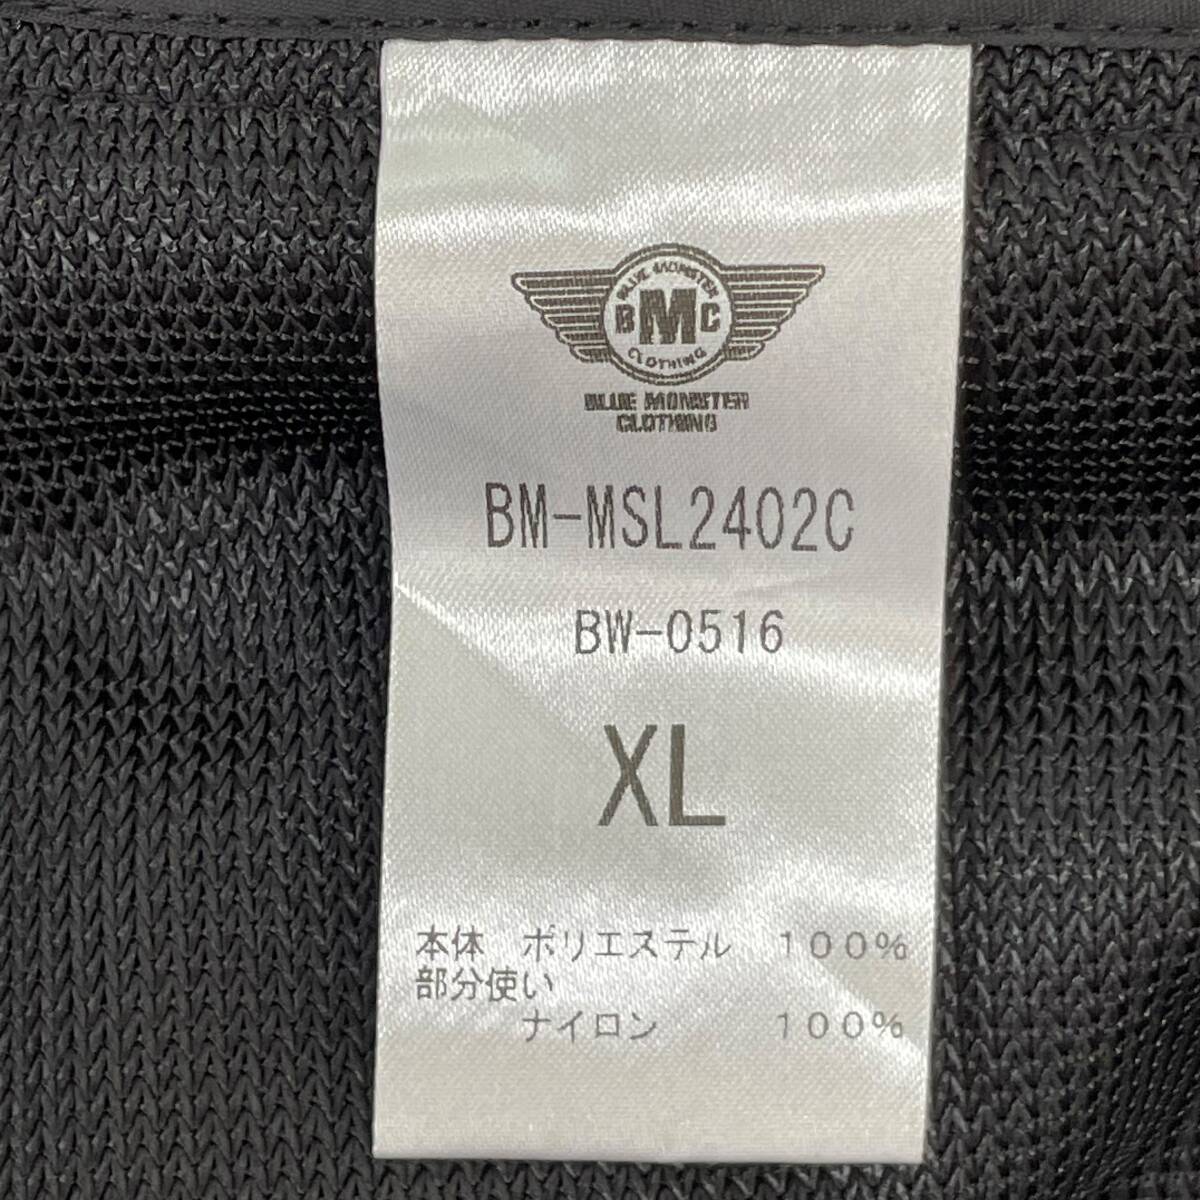 BLUE MONSTER
BMC
CLOTHING
BLUE MONSTER
CLOTHING
BM-MSL2402C
BW-0516
XL
本体　ポリエステル　１００％
部分使い
ナイロン　１００％